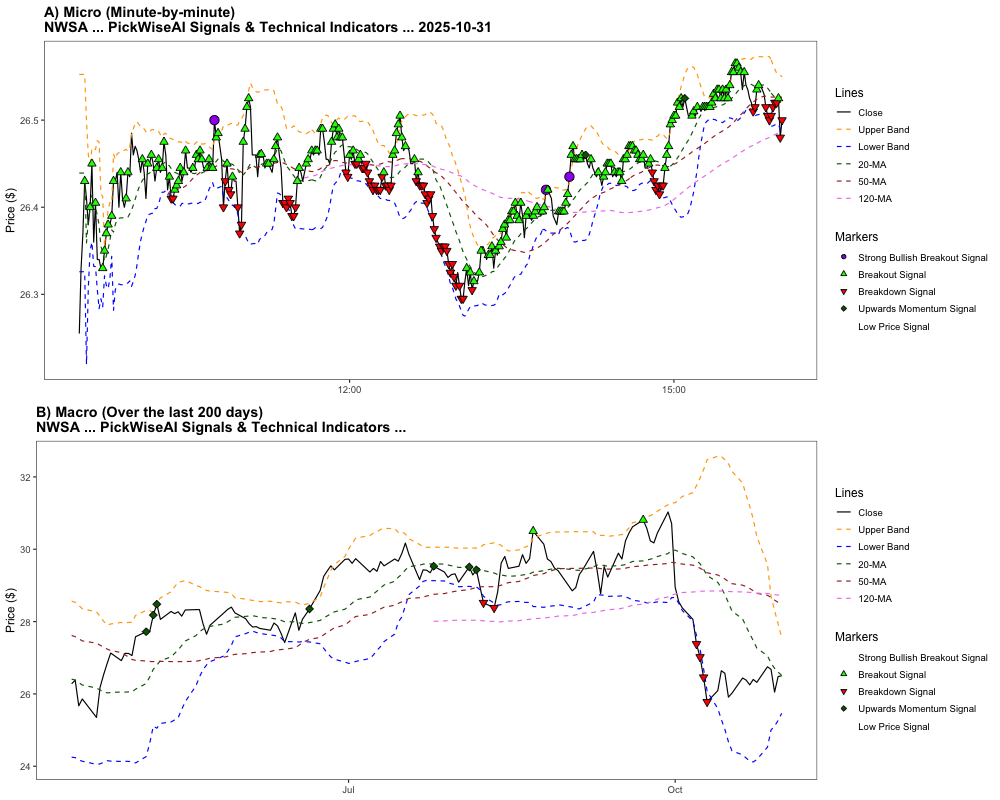 A) Micro (Minute-by-minute)
NWSA ... PickWiseAI Signals & Technical Indicators ... 2025-10-31
Price ($)
26.5
26.4
26.3
12:00
15:00
Lines
Close
Upper Band
Lower Band
20-MA
50-MA
120-MA
Markers
Strong Bullish Breakout Signal
Breakout Signal
Breakdown Signal
Upwards Momentum Signal
Low Price Signal
B) Macro (Over the last 200 days)
NWSA ... PickWiseAI Signals & Technical Indicators ...
Price ($)
32
30
28
26
24
Jul
Oct
Lines
Close
Upper Band
Lower Band
20-MA
50-MA
120-MA
Markers
Strong Bullish Breakout Signal
Breakout Signal
Breakdown Signal
Upwards Momentum Signal
Low Price Signal